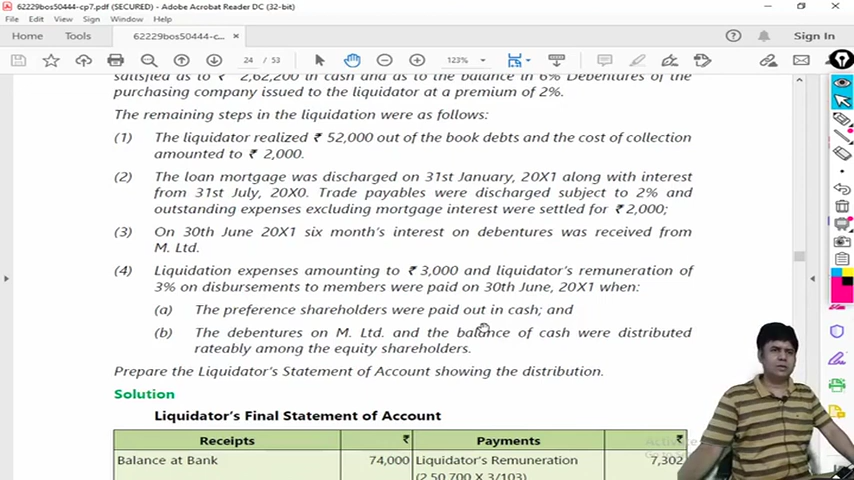 62229bos50444-cp7.pdf (SECURED) - Adobe Acrobat Reader DC (32-bit)
File Edit View Sign Window Help
Home Tools 62229bos50444-c... × Sign In
24 / 53 123%
satisfied as to ₹ 2,62,200 in cash and as to the balance in 6% Debentures of the
purchasing company issued to the liquidator at a premium of 2%.
The remaining steps in the liquidation were as follows:
(1) The liquidator realized ₹ 52,000 out of the book debts and the cost of collection
amounted to ₹ 2,000.
(2) The loan mortgage was discharged on 31st January, 20X1 along with interest
from 31st July, 20X0. Trade payables were discharged subject to 2% and
outstanding expenses excluding mortgage interest were settled for ₹ 2,000;
(3) On 30th June 20X1 six month's interest on debentures was received from
M. Ltd.
(4) Liquidation expenses amounting to ₹ 3,000 and liquidator's remuneration of
3% on disbursements to members were paid on 30th June, 20X1 when:
(a) The preference shareholders were paid out in cash; and
(b) The debentures on M. Ltd. and the balance of cash were distributed
rateably among the equity shareholders.
Prepare the Liquidator's Statement of Account showing the distribution.
Solution
Liquidator's Final Statement of Account
Receipts ₹ Payments ₹
Balance at Bank 74,000 Liquidator's Remuneration 7,302
(2,50,700 X 3/103)